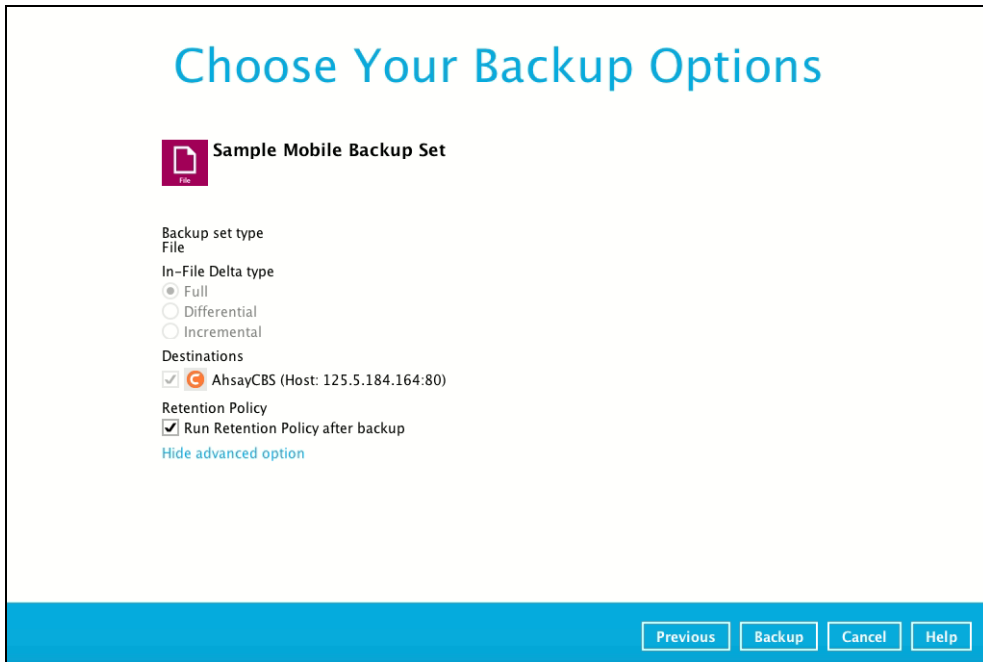 Choose Your Backup Options
Sample Mobile Backup Set
File
Backup set type
File
In-File Delta type
Full
Differential
Incremental
Destinations
C AhsayCBS (Host: 125.5.184.164:80)
Retention Policy
Run Retention Policy after backup
Hide advanced option
Previous Backup Cancel Help